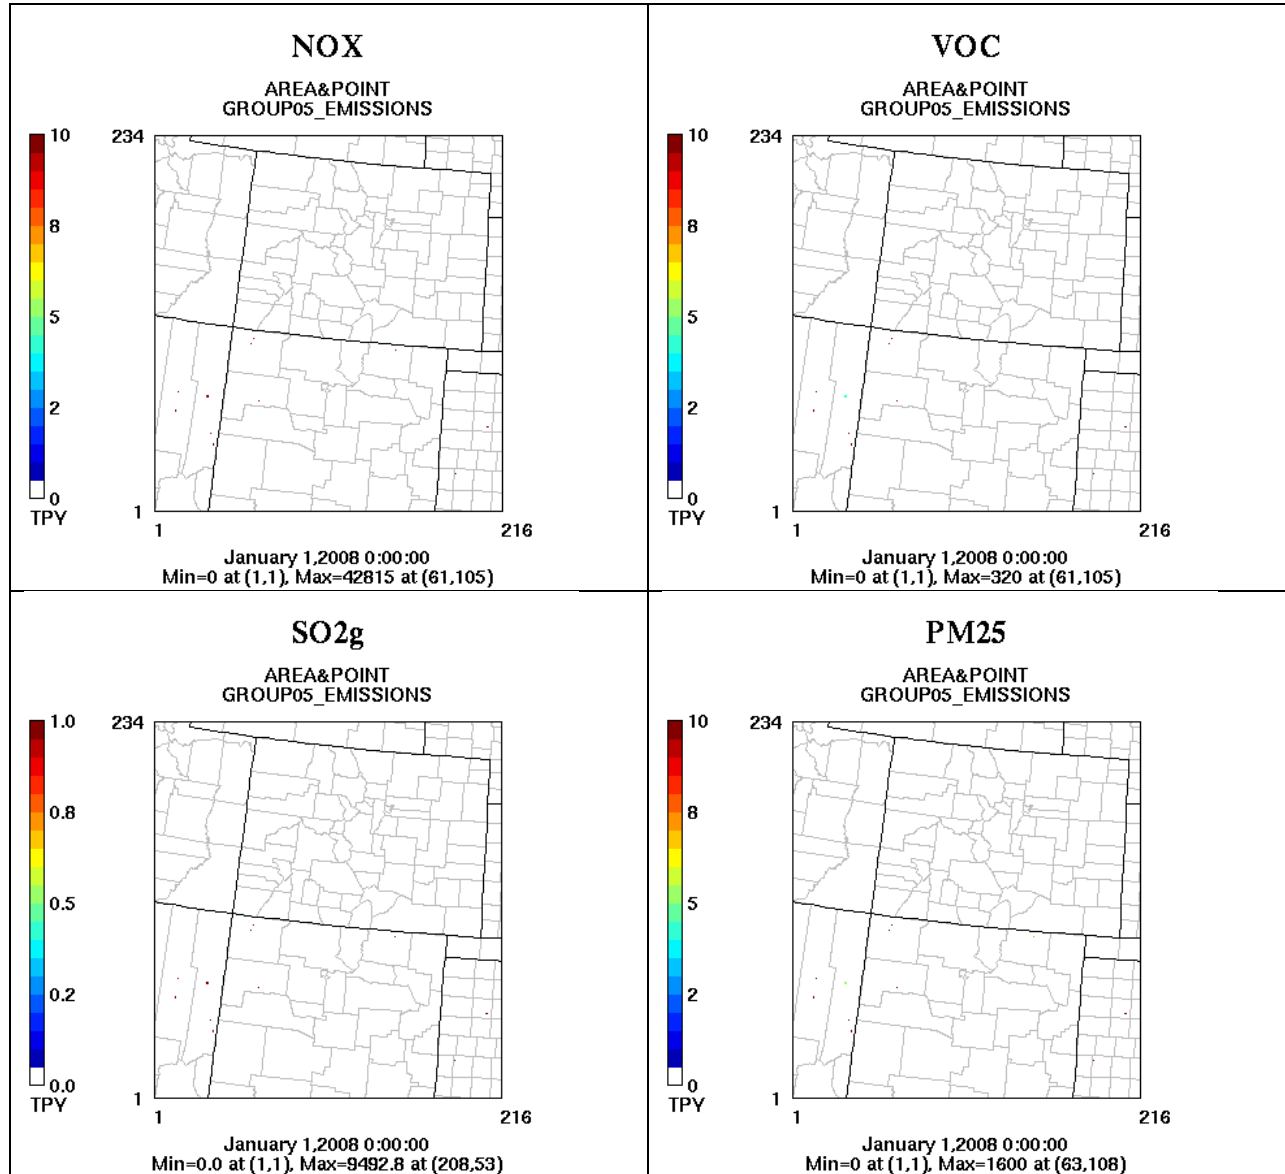 NOX
AREA&POINT
GROUP05_EMISSIONS
10
234
8
5
2
0
TPY
1
1
216
January 1,2008 0:00:00
Min=0 at (1,1), Max=42815 at (61,105)
VOC
AREA&POINT
GROUP05_EMISSIONS
10
234
8
5
2
0
TPY
1
1
216
January 1,2008 0:00:00
Min=0 at (1,1), Max=320 at (61,105)
SO2g
AREA&POINT
GROUP05_EMISSIONS
1.0
234
0.8
0.5
0.2
0.0
TPY
1
1
216
January 1,2008 0:00:00
Min=0.0 at (1,1), Max=9492.8 at (208,53)
PM25
AREA&POINT
GROUP05_EMISSIONS
10
234
8
5
2
0
TPY
1
1
216
January 1,2008 0:00:00
Min=0 at (1,1), Max=1600 at (63,108)